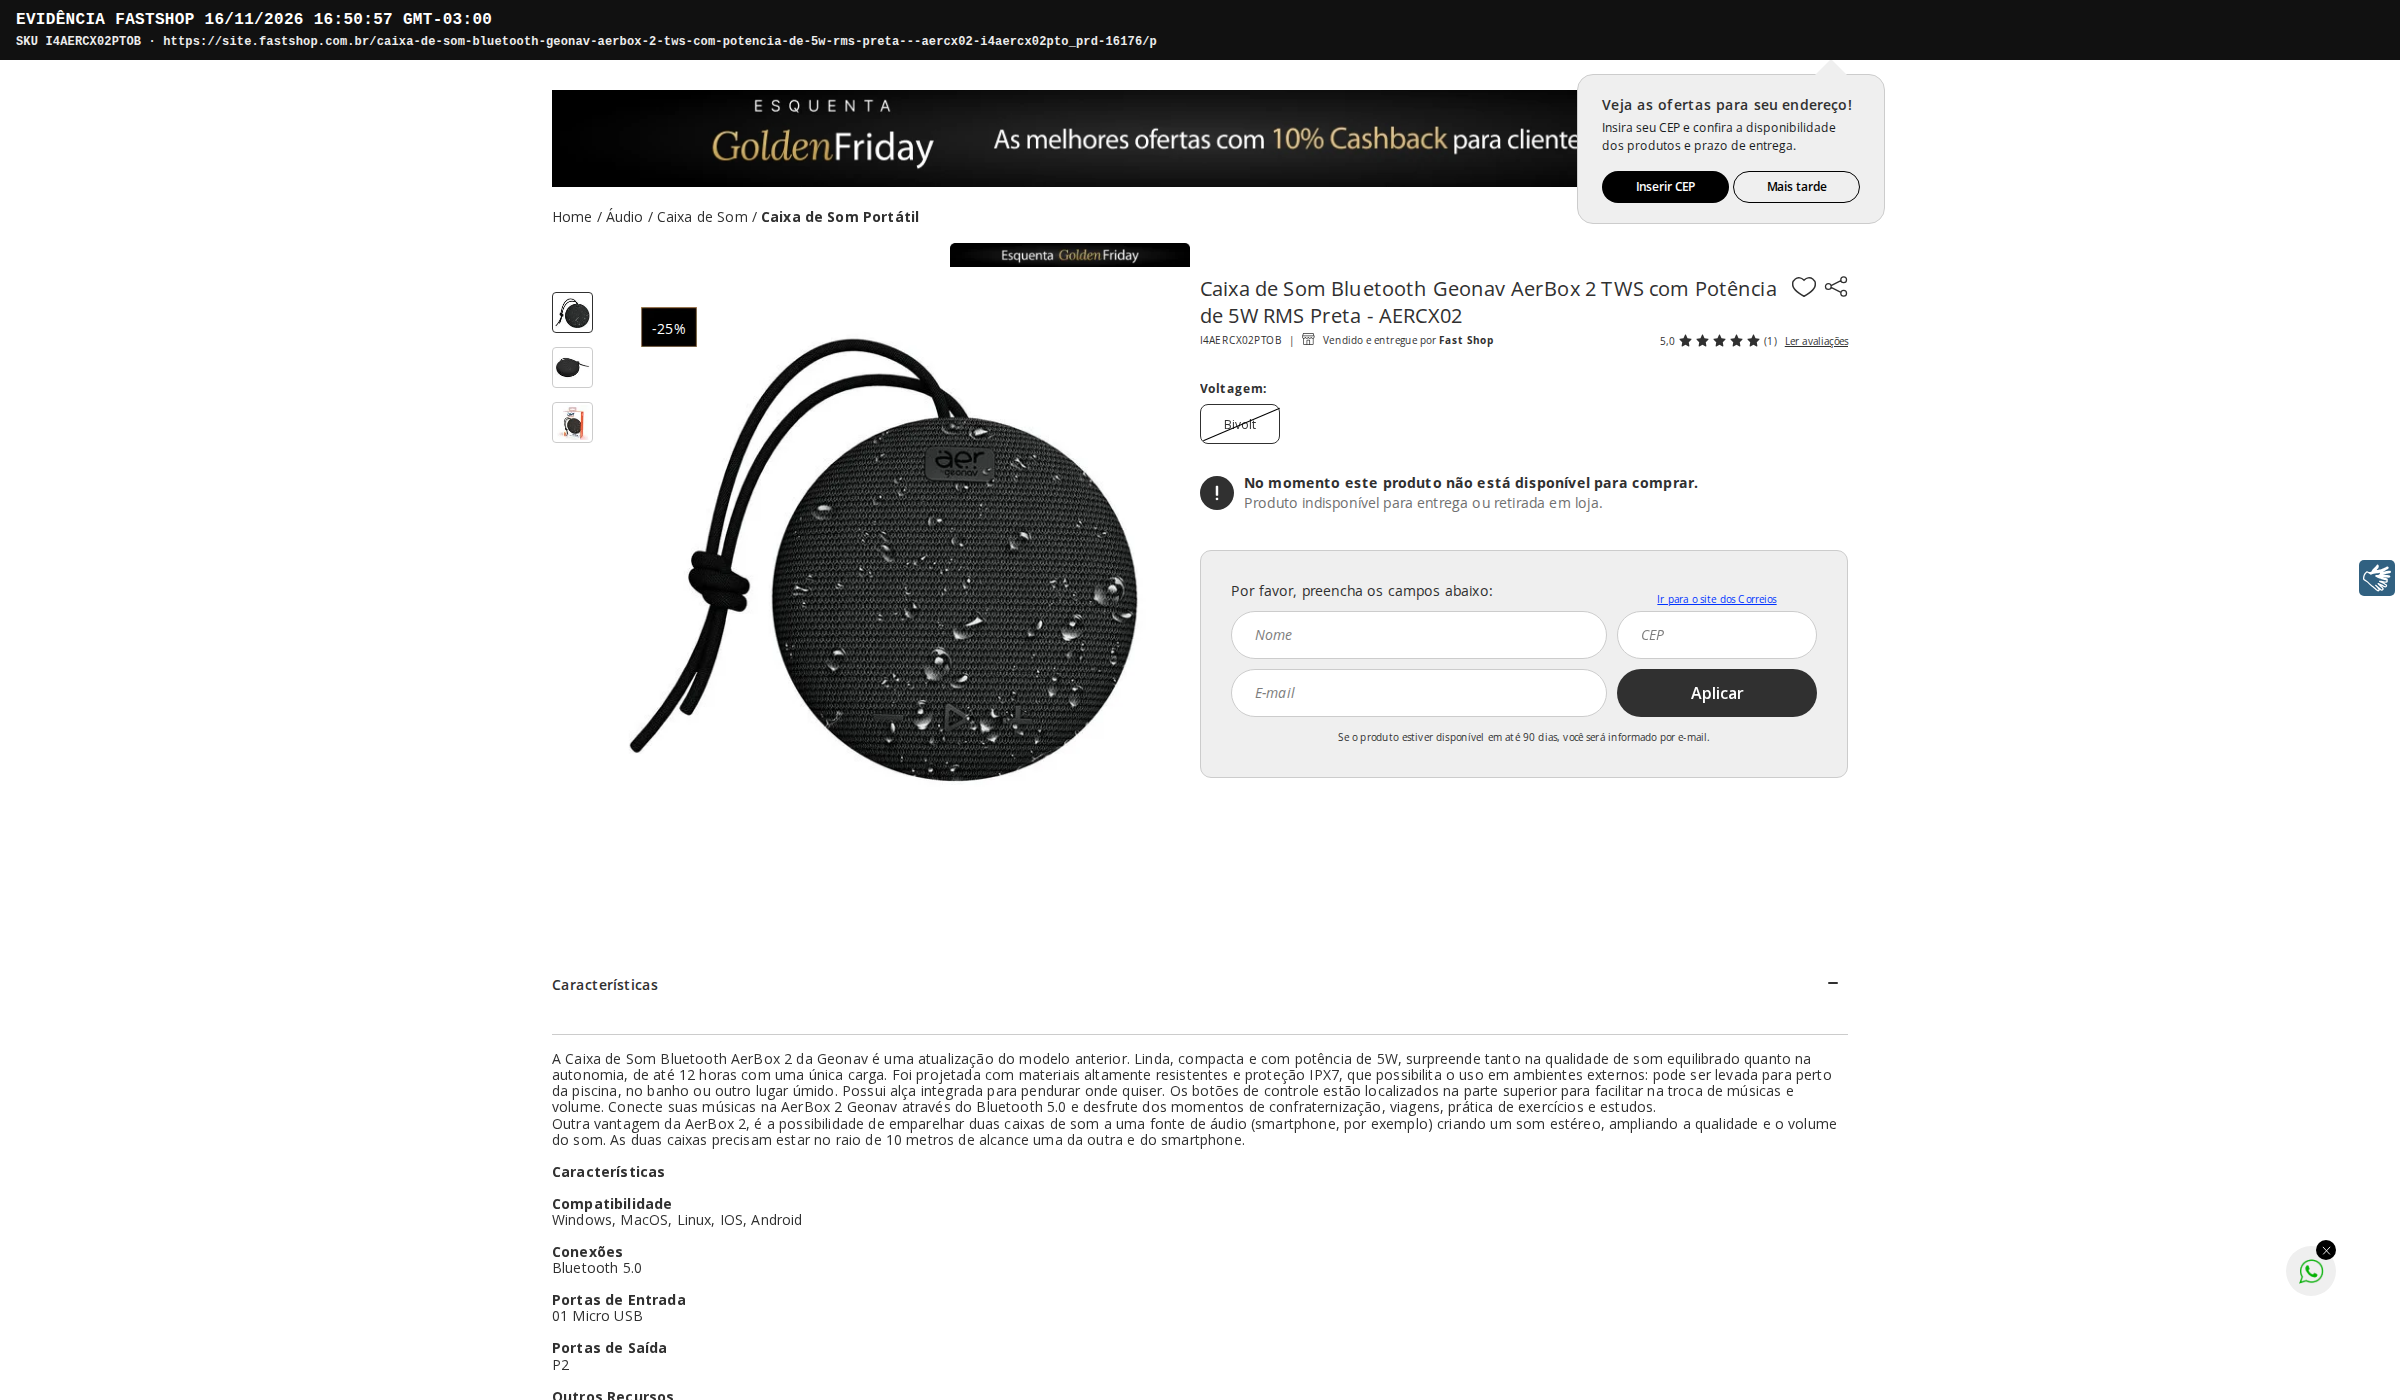 EVIDÊNCIA FASTSHOP 16/11/2026 16:50:57 GMT-03:00
SKU I4AERCX02PTOB · https://site.fastshop.com.br/caixa-de-som-bluetooth-geonav-aerbox-2-tws-com-potencia-de-5w-rms-preta---aercx02-i4aercx02pto_prd-16176/p
ESQUENTA
GoldenFriday
As melhores ofertas com 10% Cashback para cliente
Veja as ofertas para seu endereço!
Insira seu CEP e confira a disponibilidade
dos produtos e prazo de entrega.
Inserir CEP
Mais tarde
Home / Áudio / Caixa de Som / Caixa de Som Portátil
Esquenta GoldenFriday
-25%
aer
geonav
Caixa de Som Bluetooth Geonav AerBox 2 TWS com Potência
de 5W RMS Preta - AERCX02
I4AERCX02PTOB | Vendido e entregue por Fast Shop
5,0 (1) Ler avaliações
Voltagem:
Bivolt
No momento este produto não está disponível para comprar.
Produto indisponível para entrega ou retirada em loja.
Por favor, preencha os campos abaixo:
Ir para o site dos Correios
Nome
CEP
E-mail
Aplicar
Se o produto estiver disponível em até 90 dias, você será informado por e-mail.
Características
A Caixa de Som Bluetooth AerBox 2 da Geonav é uma atualização do modelo anterior. Linda, compacta e com potência de 5W, surpreende tanto na qualidade de som equilibrado quanto na
autonomia, de até 12 horas com uma única carga. Foi projetada com materiais altamente resistentes e proteção IPX7, que possibilita o uso em ambientes externos: pode ser levada para perto
da piscina, no banho ou outro lugar úmido. Possui alça integrada para pendurar onde quiser. Os botões de controle estão localizados na parte superior para facilitar na troca de músicas e
volume. Conecte suas músicas na AerBox 2 Geonav através do Bluetooth 5.0 e desfrute dos momentos de confraternização, viagens, prática de exercícios e estudos.
Outra vantagem da AerBox 2, é a possibilidade de emparelhar duas caixas de som a uma fonte de áudio (smartphone, por exemplo) criando um som estéreo, ampliando a qualidade e o volume
do som. As duas caixas precisam estar no raio de 10 metros de alcance uma da outra e do smartphone.
Características
Compatibilidade
Windows, MacOS, Linux, IOS, Android
Conexões
Bluetooth 5.0
Portas de Entrada
01 Micro USB
Portas de Saída
P2
Outros Recursos